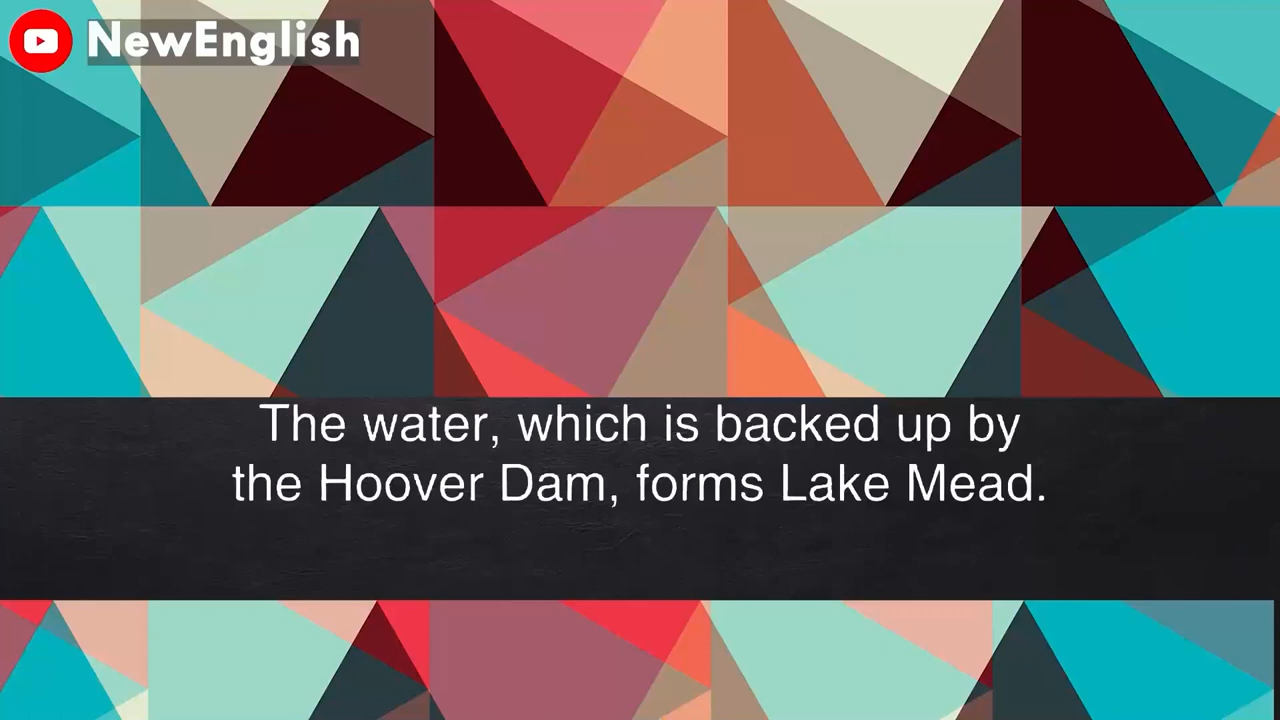 NewEnglish
The water, which is backed up by
the Hoover Dam, forms Lake Mead.